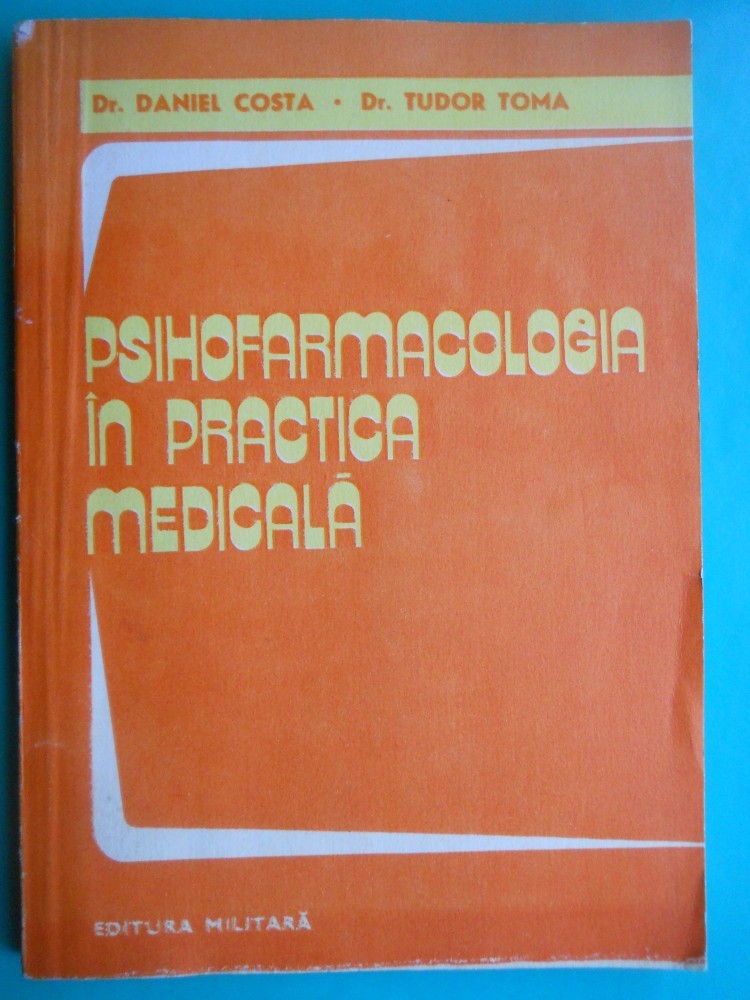 Dr. DANIEL COSTA • Dr. TUDOR TOMA
PSIHOFARMACOLOGIA
ÎN PRACTICA
MEDICALĂ
EDITURA MILITARĂ